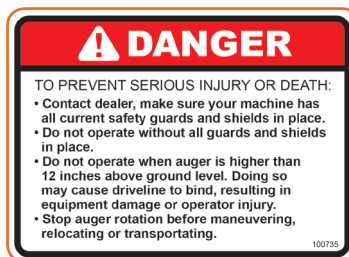 DANGER
TO PREVENT SERIOUS INJURY OR DEATH:
• Contact dealer, make sure your machine has
all current safety guards and shields in place.
• Do not operate without all guards and shields
in place.
• Do not operate when auger is higher than
12 inches above ground level. Doing so
may cause driveline to bind, resulting in
equipment damage or operator injury.
• Stop auger rotation before maneuvering,
relocating or transportating.
100735